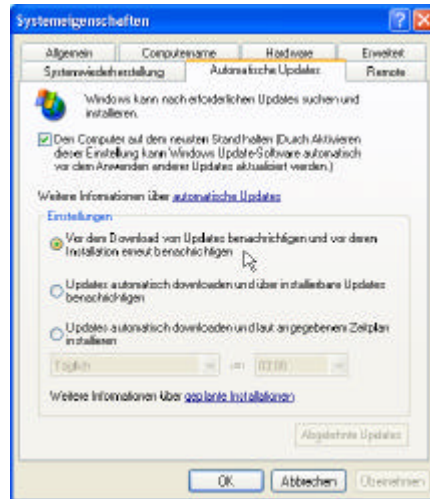 Systemeigenschaften
Allgemein Computername Hardware Erweitert
Systemwiederherstellung Automatische Updates Remote
Windows kann nach erforderlichen Updates suchen und
installieren.
Den Computer auf dem neusten Stand halten (Durch Aktivieren
dieser Einstellung kann Windows Update-Software automatisch
vor dem Anwenden anderer Updates aktualisiert werden.)
Weitere Informationen über automatische Updates
Einstellungen
Vor dem Download von Updates benachrichtigen und vor deren
Installation erneut benachrichtigen
Updates automatisch downloaden und über installierbare Updates
benachrichtigen
Updates automatisch downloaden und laut angegebenem Zeitplan
installieren
Täglich um 03:00
Weitere Informationen über geplante Installationen
Abgelehnte Updates
OK Abbrechen Übernehmen